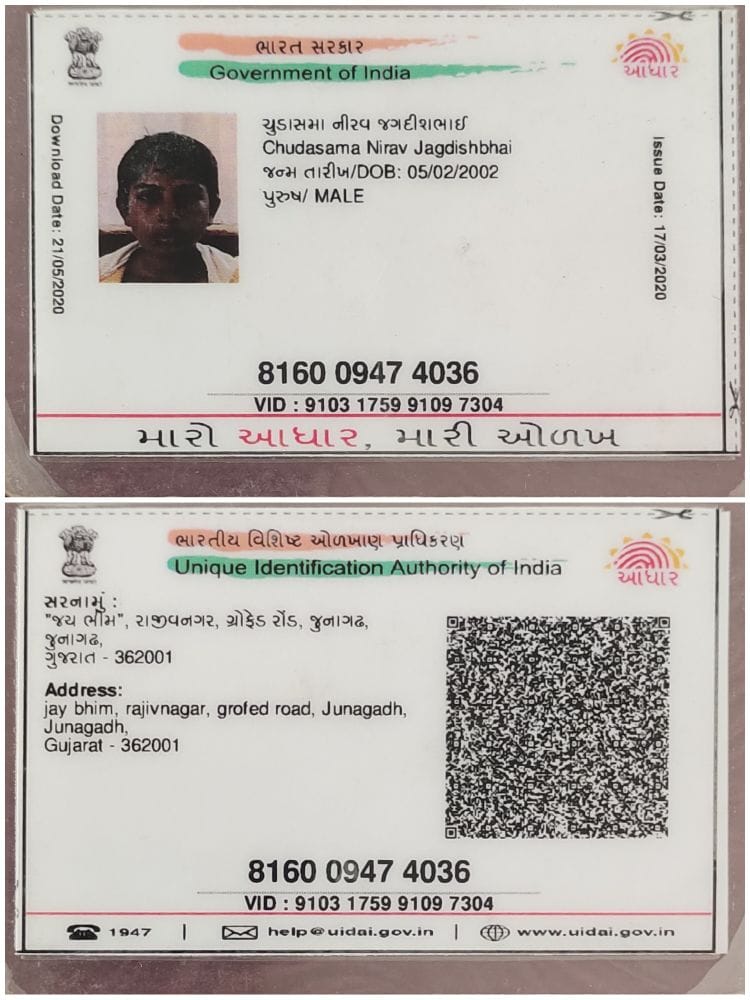 ભારત સરકાર
Government of India
આધાર
Download Date: 21/05/2020
ચુડાસમા નીરવ જગદીશભાઈ
Chudasama Nirav Jagdishbhai
જન્મ તારીખ/DOB: 05/02/2002
પુરુષ/ MALE
Issue Date: 17/03/2020
8160 0947 4036
VID : 9103 1759 9109 7304
મારો આધાર, મારી ઓળખ
ભારતીય વિશિષ્ટ ઓળખાણ પ્રાધિકરણ
Unique Identification Authority of India
આધાર
સરનામું :
"જય ભીમ", રાજીવનગર, ગ્રોફેડ રોંડ, જુનાગઢ,
જુનાગઢ,
ગુજરાત - 362001
Address:
jay bhim, rajivnagar, grofed road, Junagadh,
Junagadh,
Gujarat - 362001
8160 0947 4036
VID : 9103 1759 9109 7304
1947 | help@uidai.gov.in | www.uidai.gov.in